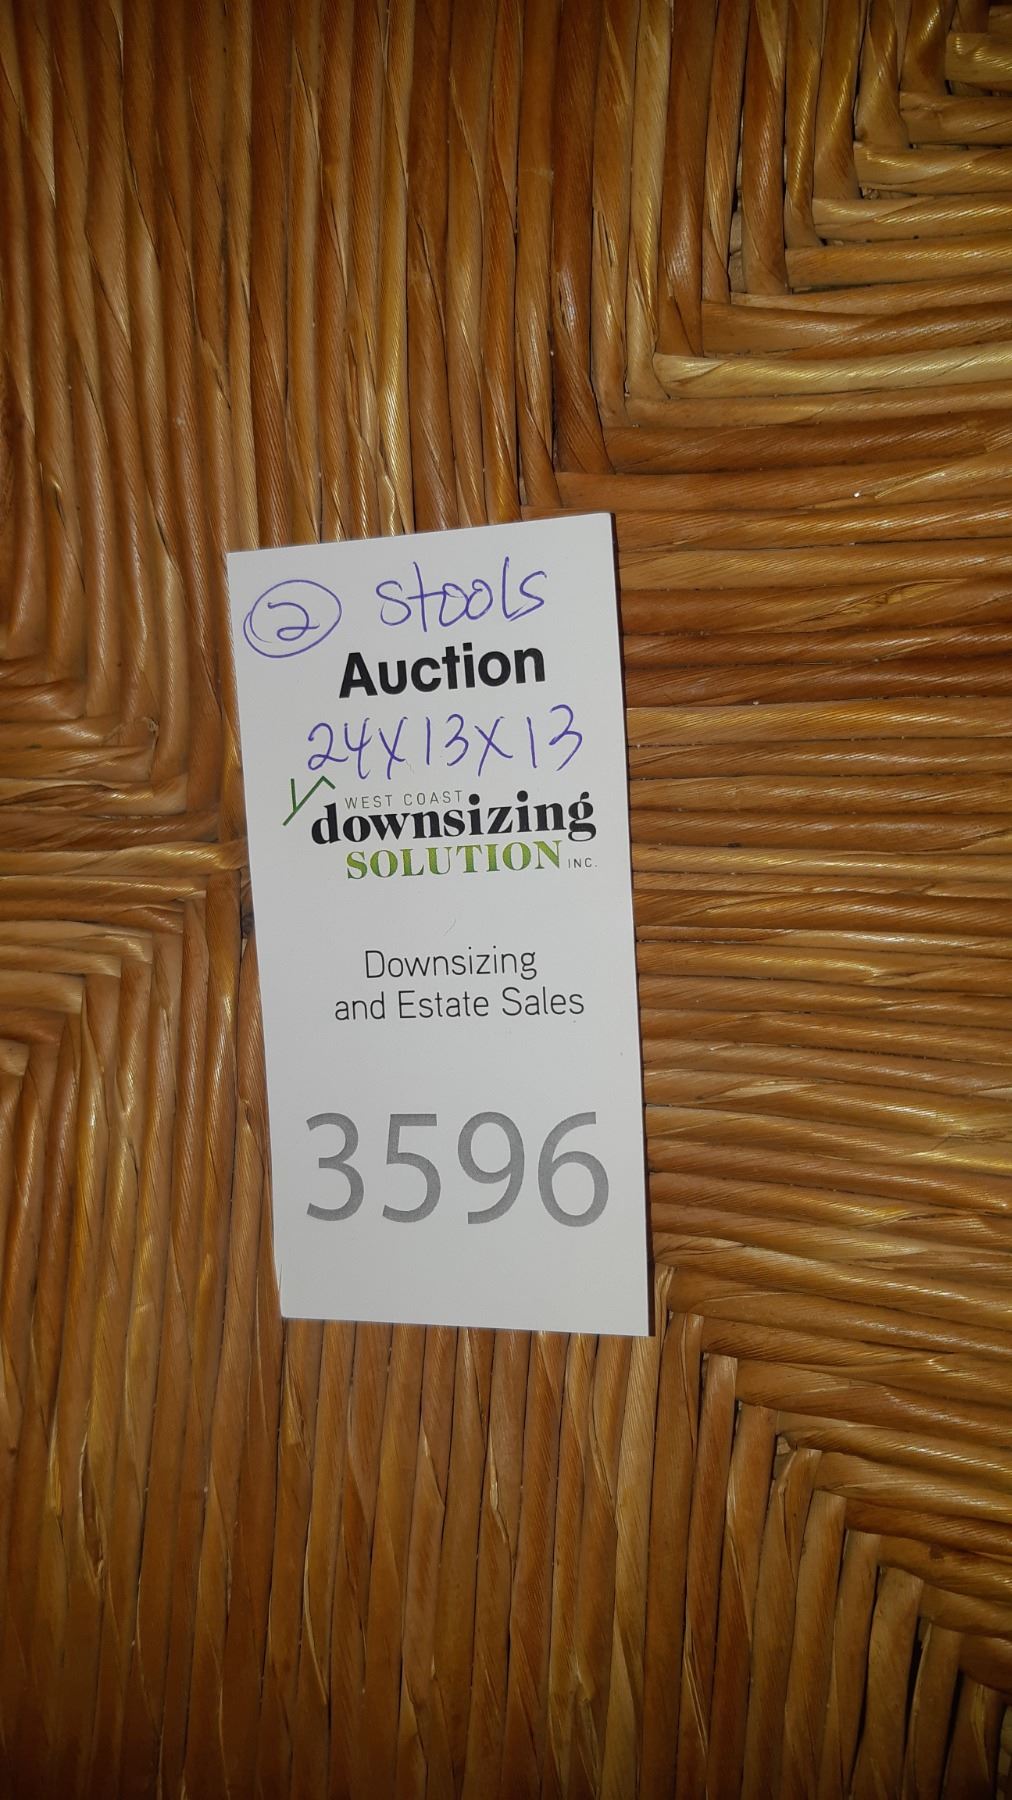 ② stools
Auction
24X13X13
WEST COAST
downsizing
SOLUTION INC.
Downsizing
and Estate Sales
3596